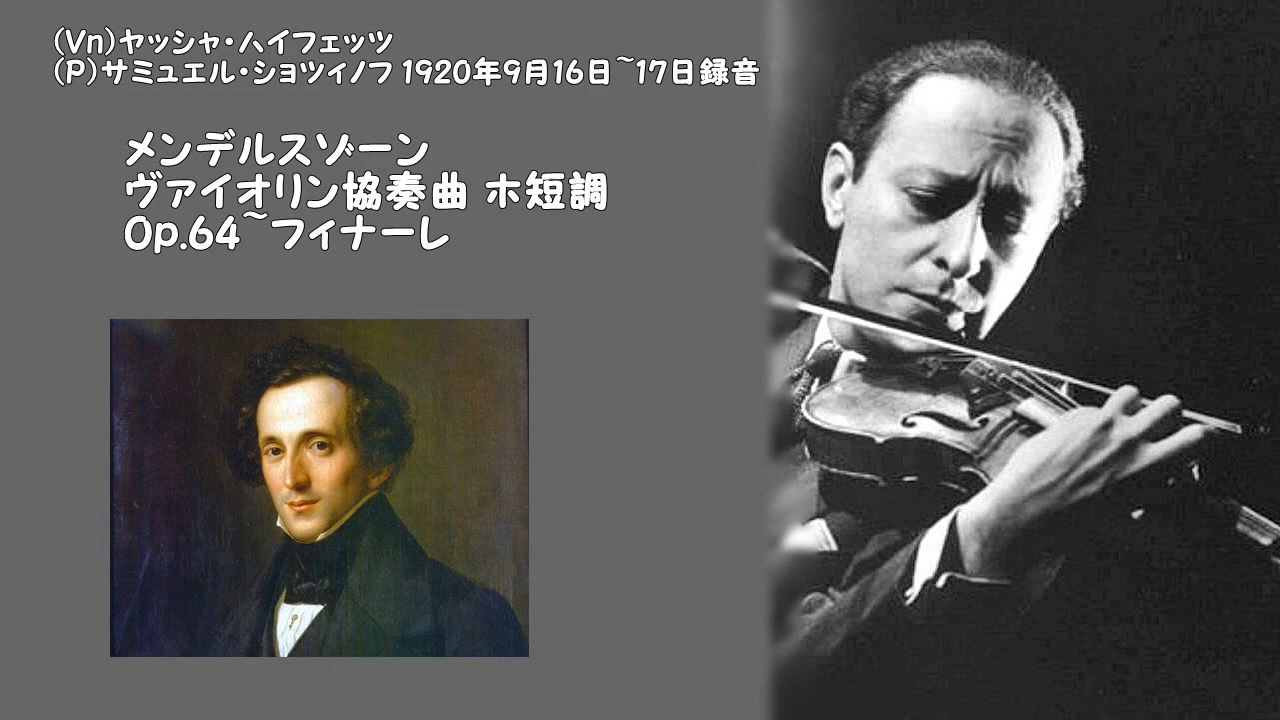 (Vn)ヤッシャ・ハイフェッツ
(P)サミュエル・ショツィノフ 1920年9月16日~17日録音
メンデルスゾーン
ヴァイオリン協奏曲 ホ短調
Op.64~フィナーレ